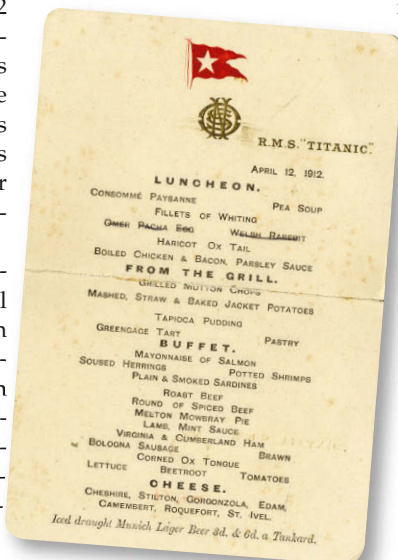 R.M.S. "TITANIC".
APRIL 12, 1912.
LUNCHEON.
CONSOMMÉ PAYSANNE PEA SOUP
FILLETS OF WHITING
OMER PACHA EGG WELSH RAREBIT
HARICOT OX TAIL
BOILED CHICKEN & BACON, PARSLEY SAUCE
FROM THE GRILL.
GRILLED MUTTON CHOPS
MASHED, STRAW & BAKED JACKET POTATOES
TAPIOCA PUDDING
GREENGAGE TART PASTRY
BUFFET.
MAYONNAISE OF SALMON
SOUSED HERRINGS POTTED SHRIMPS
PLAIN & SMOKED SARDINES
ROAST BEEF
ROUND OF SPICED BEEF
MELTON MOWBRAY PIE
LAMB, MINT SAUCE
VIRGINIA & CUMBERLAND HAM
BOLOGNA SAUSAGE BRAWN
CORNED OX TONGUE
LETTUCE BEETROOT TOMATOES
CHEESE.
CHESHIRE, STILTON, GORGONZOLA, EDAM,
CAMEMBERT, ROQUEFORT, ST. IVEL.
Iced draught Munich Lager Beer 3d. & 6d. a Tankard.